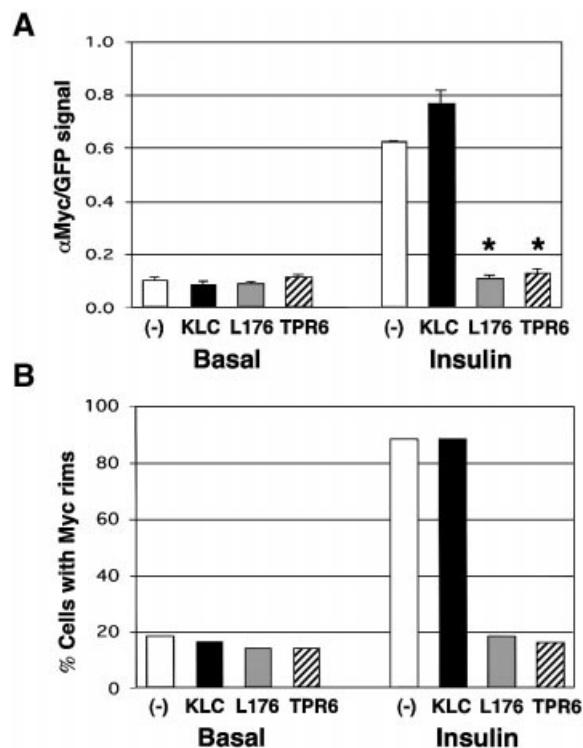 A
αMyc/GFP signal
1.0
0.8
0.6
0.4
0.2
0.0
* *
(-) KLC L176 TPR6 (-) KLC L176 TPR6
Basal Insulin
B
% Cells with Myc rims
100
80
60
40
20
0
(-) KLC L176 TPR6 (-) KLC L176 TPR6
Basal Insulin